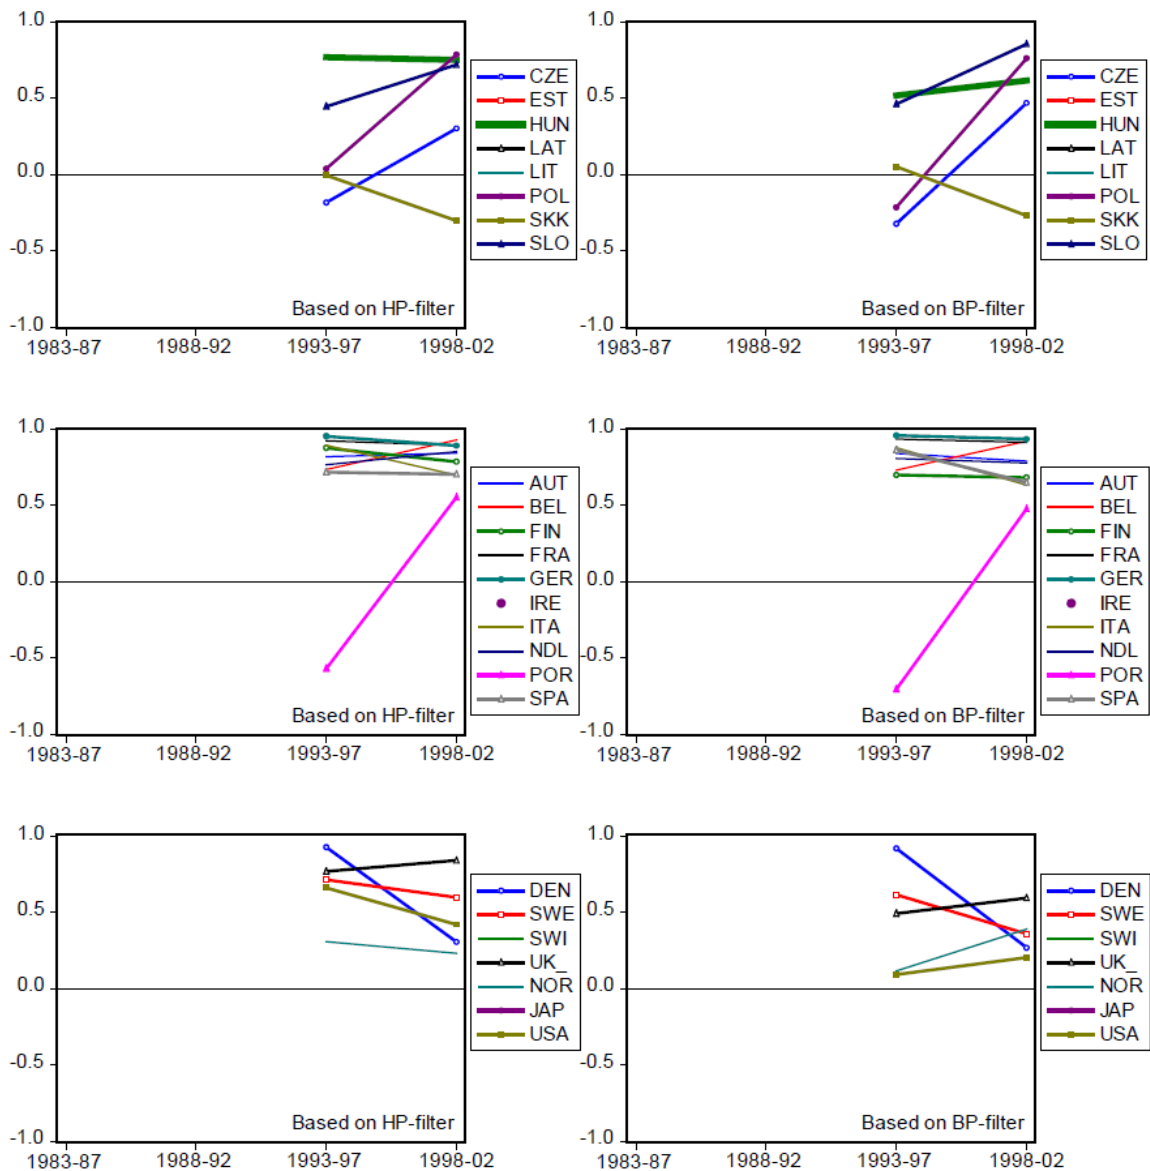 1.0
0.5
0.0
-0.5
-1.0
1983-87 1988-92 1993-97 1998-02
Based on HP-filter
CZE
EST
HUN
LAT
LIT
POL
SKK
SLO
1.0
0.5
0.0
-0.5
-1.0
1983-87 1988-92 1993-97 1998-02
Based on BP-filter
CZE
EST
HUN
LAT
LIT
POL
SKK
SLO
1.0
0.5
0.0
-0.5
-1.0
1983-87 1988-92 1993-97 1998-02
Based on HP-filter
AUT
BEL
FIN
FRA
GER
IRE
ITA
NDL
POR
SPA
1.0
0.5
0.0
-0.5
-1.0
1983-87 1988-92 1993-97 1998-02
Based on BP-filter
AUT
BEL
FIN
FRA
GER
IRE
ITA
NDL
POR
SPA
1.0
0.5
0.0
-0.5
-1.0
1983-87 1988-92 1993-97 1998-02
Based on HP-filter
DEN
SWE
SWI
UK_
NOR
JAP
USA
1.0
0.5
0.0
-0.5
-1.0
1983-87 1988-92 1993-97 1998-02
Based on BP-filter
DEN
SWE
SWI
UK_
NOR
JAP
USA